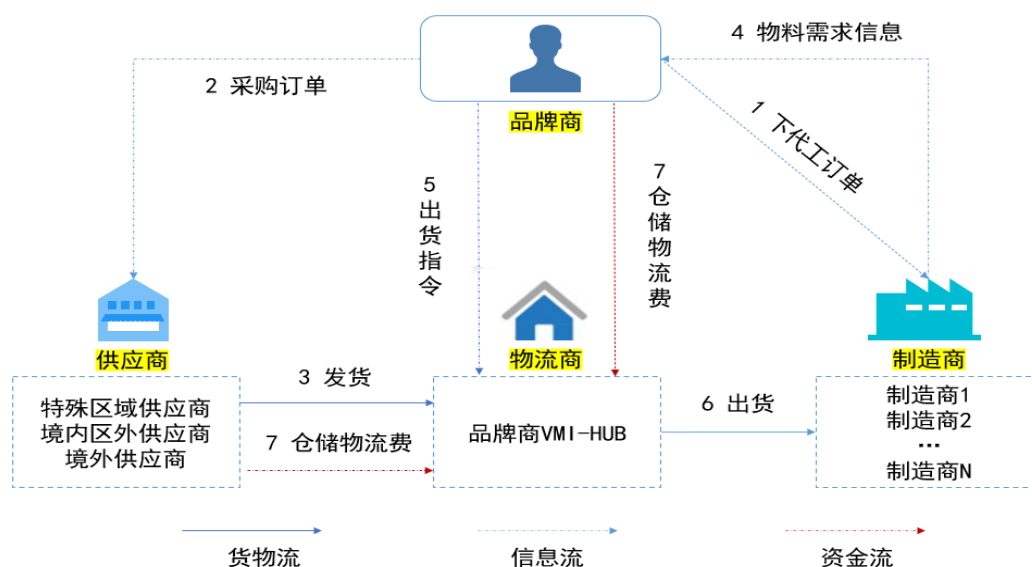 4 物料需求信息
2 采购订单
品牌商
1 下代工订单
5出货指令
7仓储物流费
供应商
物流商
制造商
3 发货
特殊区域供应商
境内区外供应商
境外供应商
7 仓储物流费
品牌商VMI-HUB
6 出货
制造商1
制造商2
…
制造商N
货物流
信息流
资金流